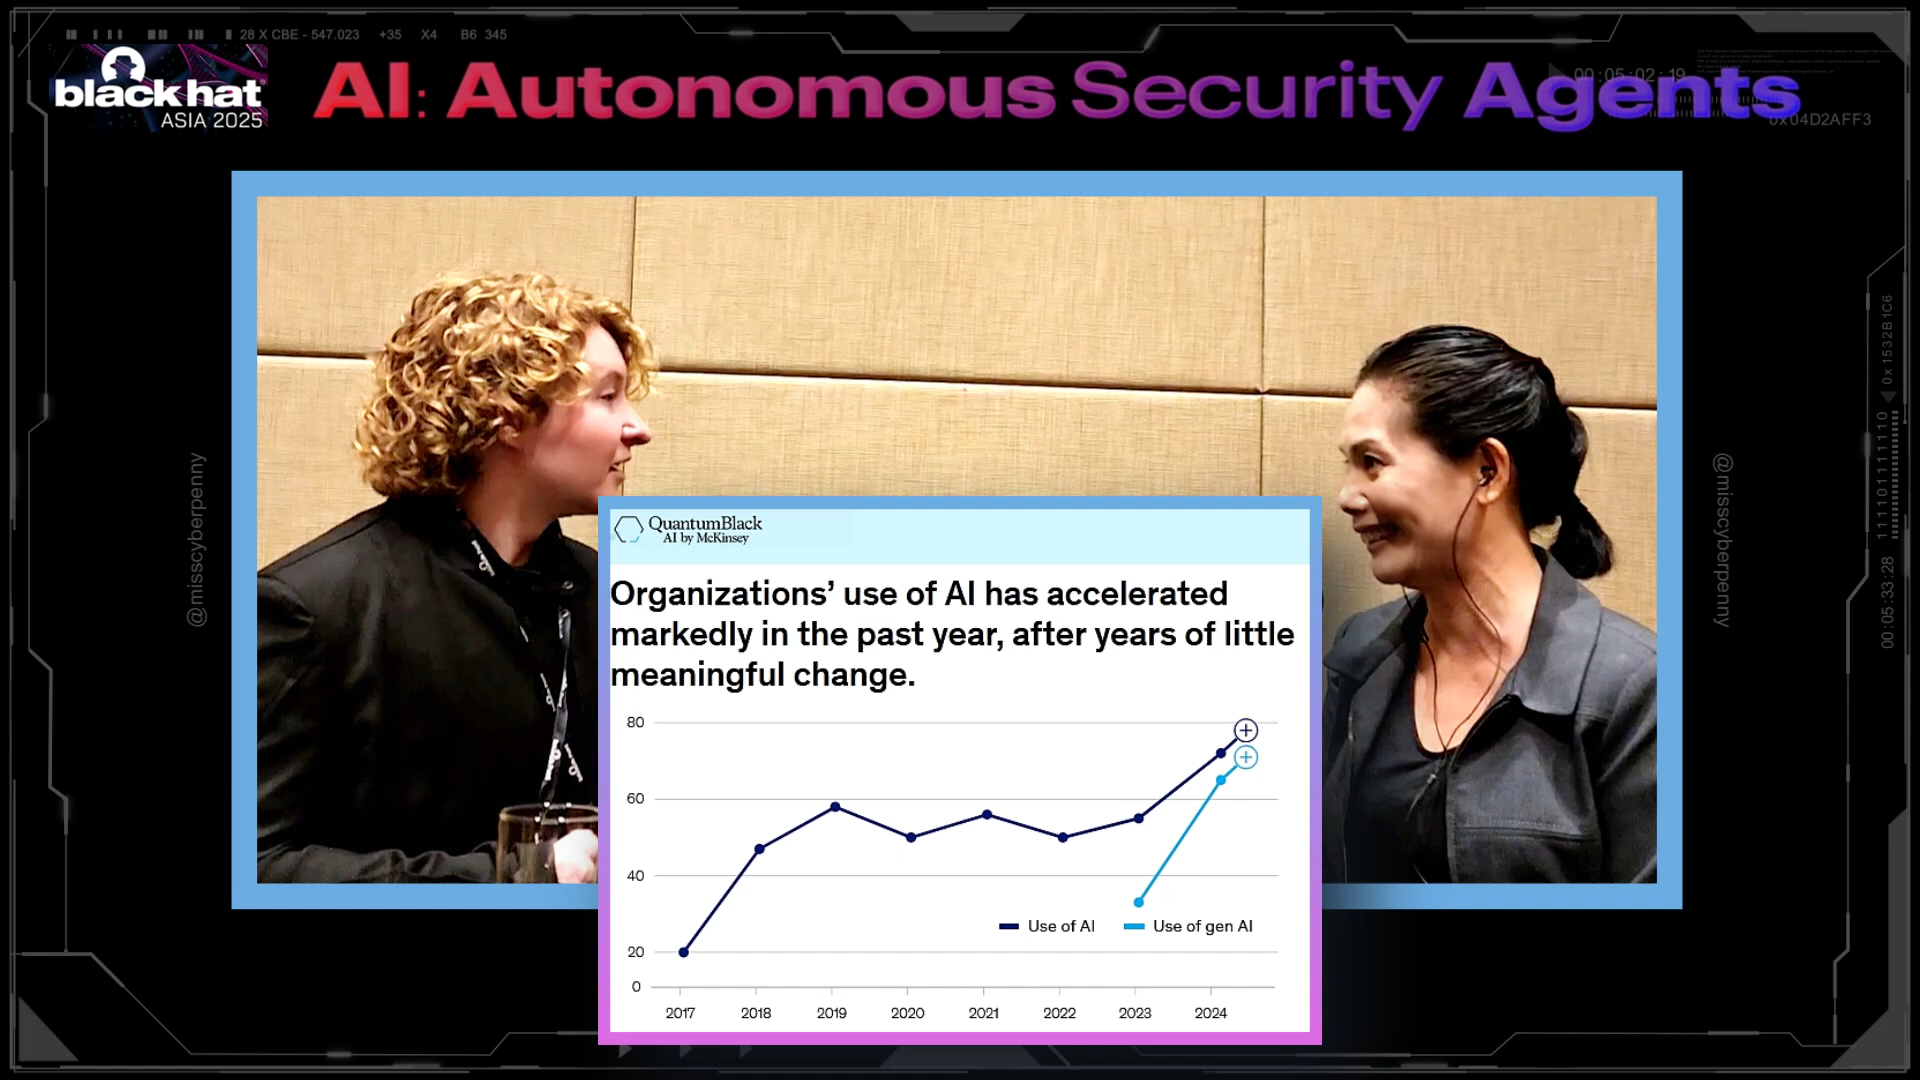 28 X CBE - 547.023 +35 X4 B6 345
black hat
ASIA 2025
AI: Autonomous Security Agents
00:05:02:19
0x04D2AFF3
@misscyberpenny
@misscyberpenny
0x1532B1C6
1111011111110
00:05:33:28
QuantumBlack
AI by McKinsey
Organizations’ use of AI has accelerated
markedly in the past year, after years of little
meaningful change.
80
60
40
20
0
Use of AI Use of gen AI
2017 2018 2019 2020 2021 2022 2023 2024